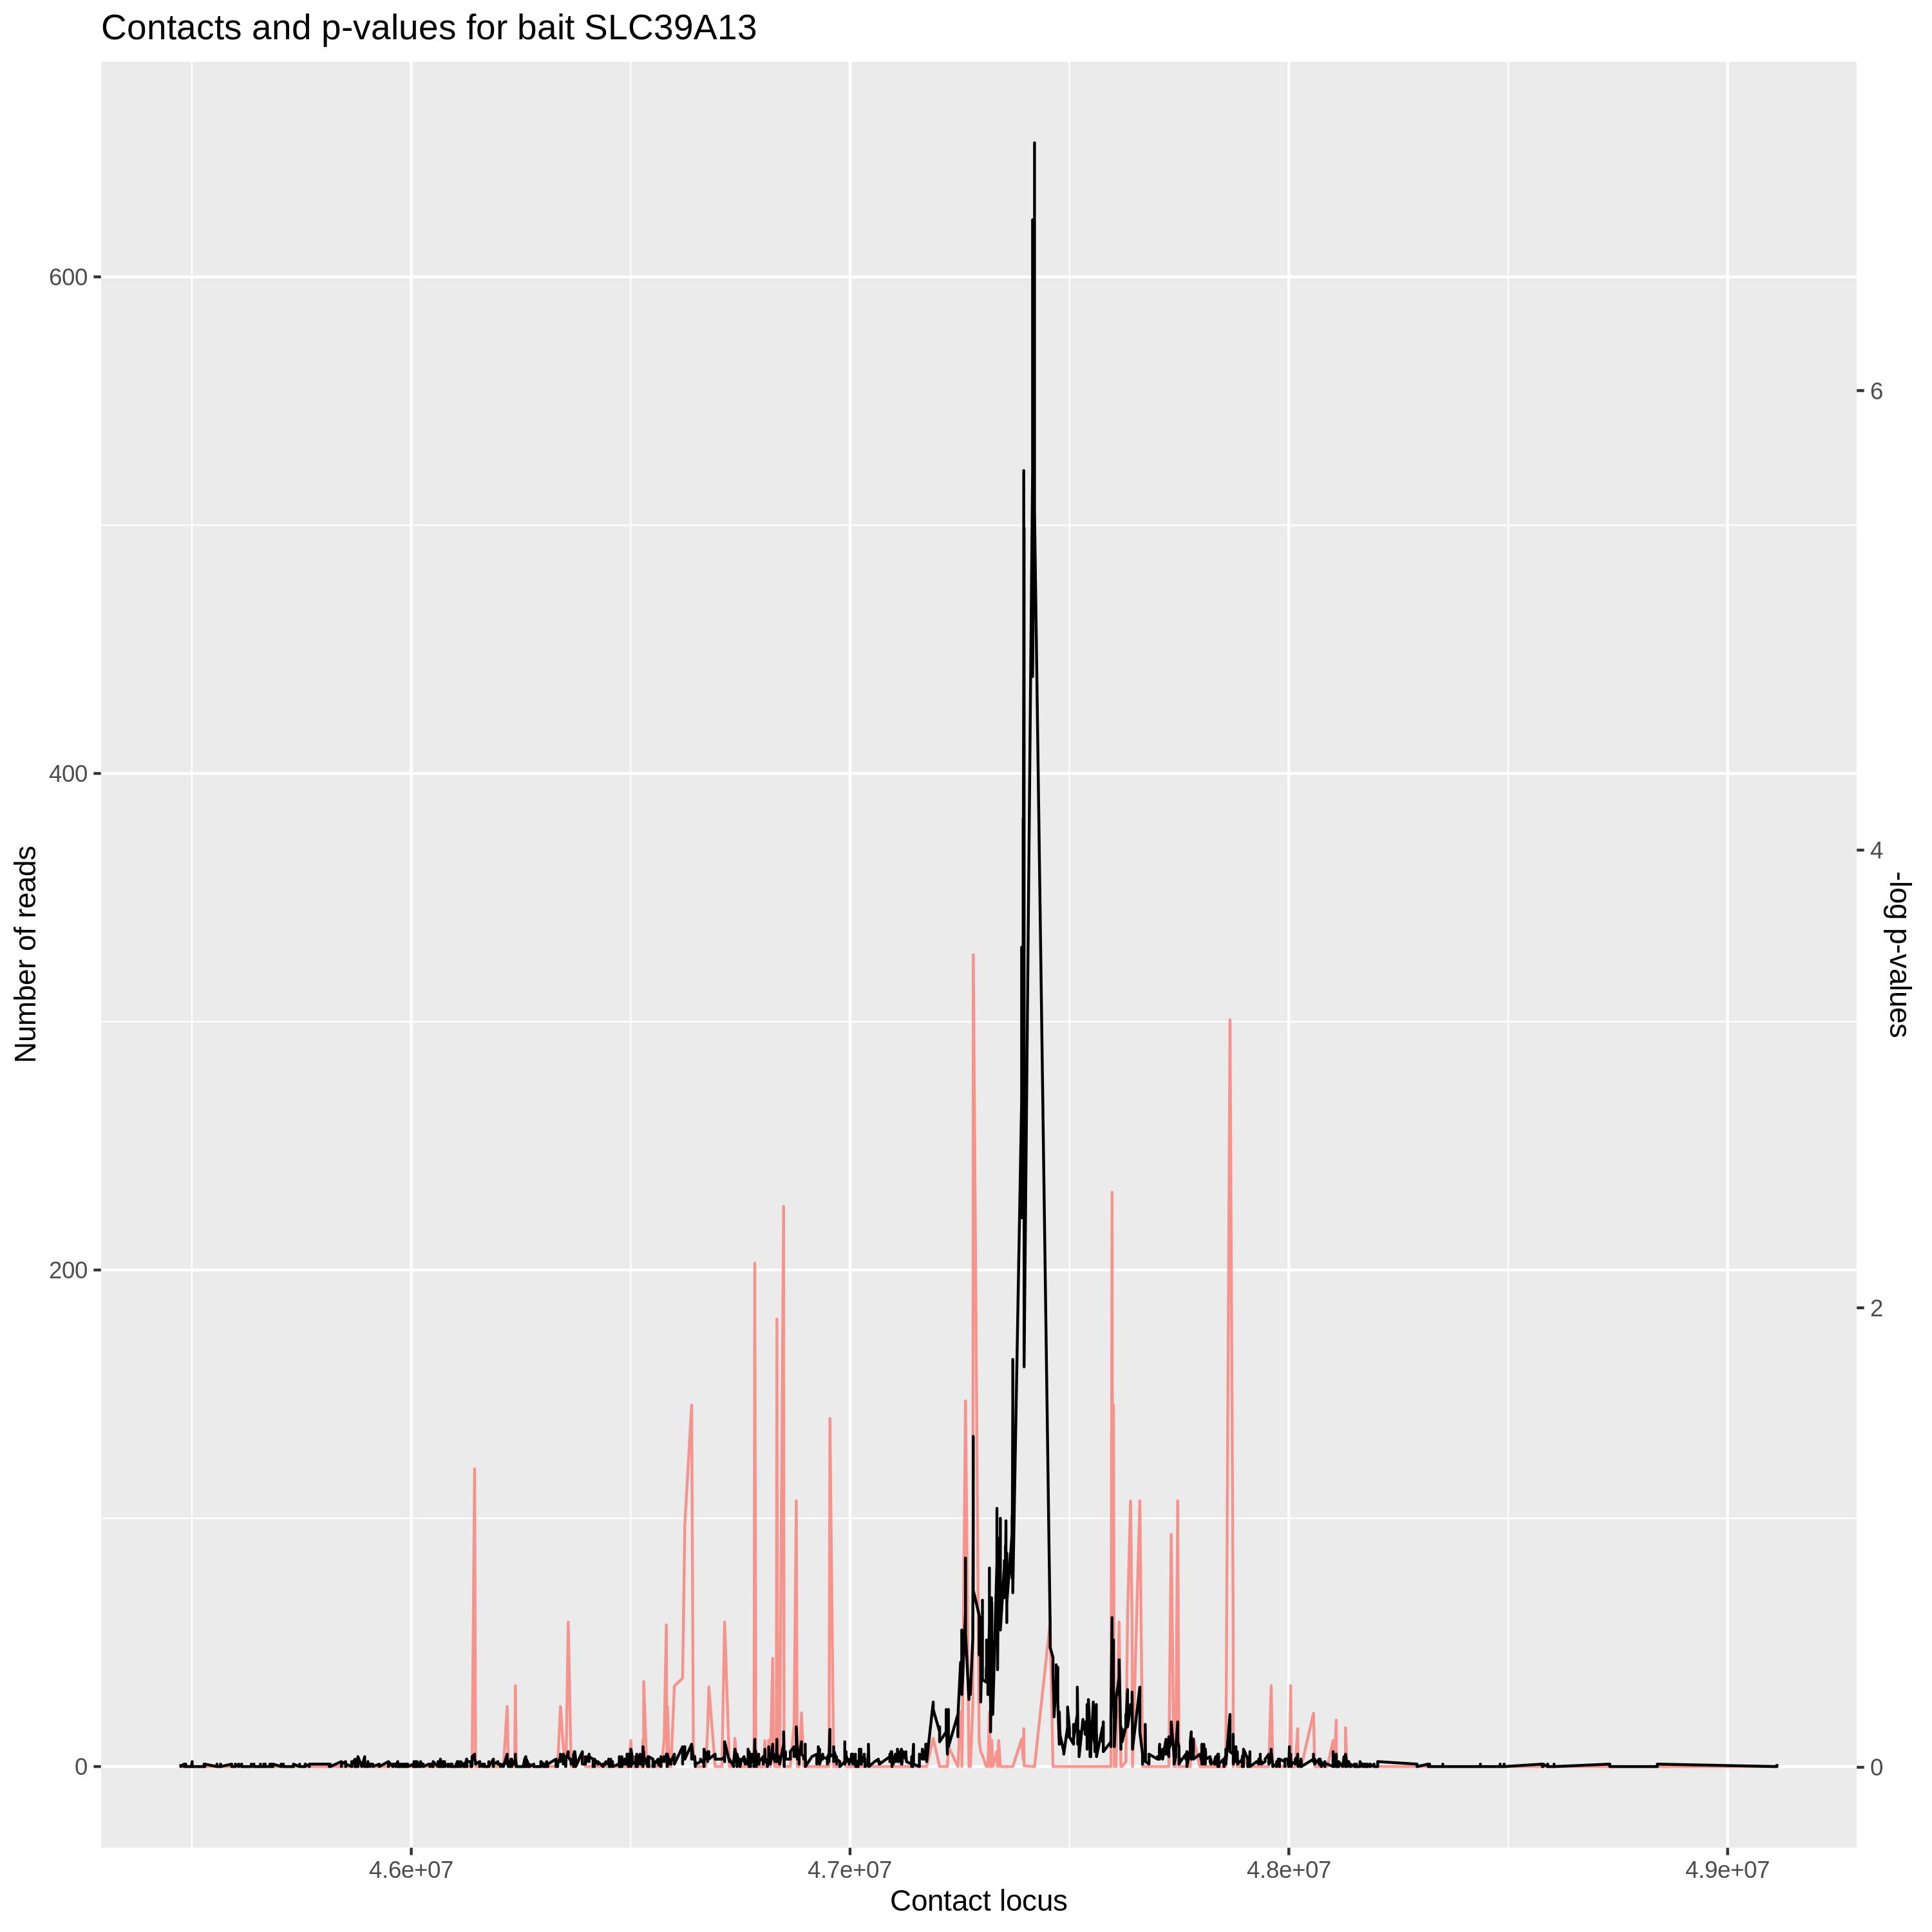 Contacts and p-values for bait SLC39A13
Number of reads
600
400
200
0
6
4
2
0
-log p-values
4.6e+07
4.7e+07
4.8e+07
4.9e+07
Contact locus